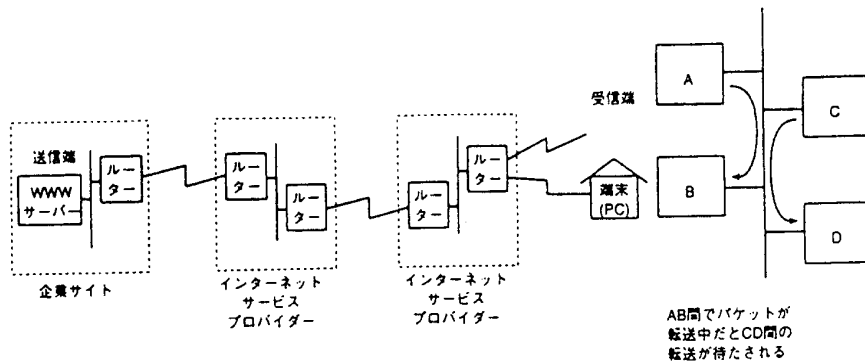 送信端
WWW
サーバー
ルー
ター
企業サイト
ルー
ター
ルー
ター
インターネット
サービス
プロバイダー
ルー
ター
ルー
ター
インターネット
サービス
プロバイダー
受信端
端末
(PC)
A
B
C
D
AB間でパケットが
転送中だとCD間の
転送が待たされる